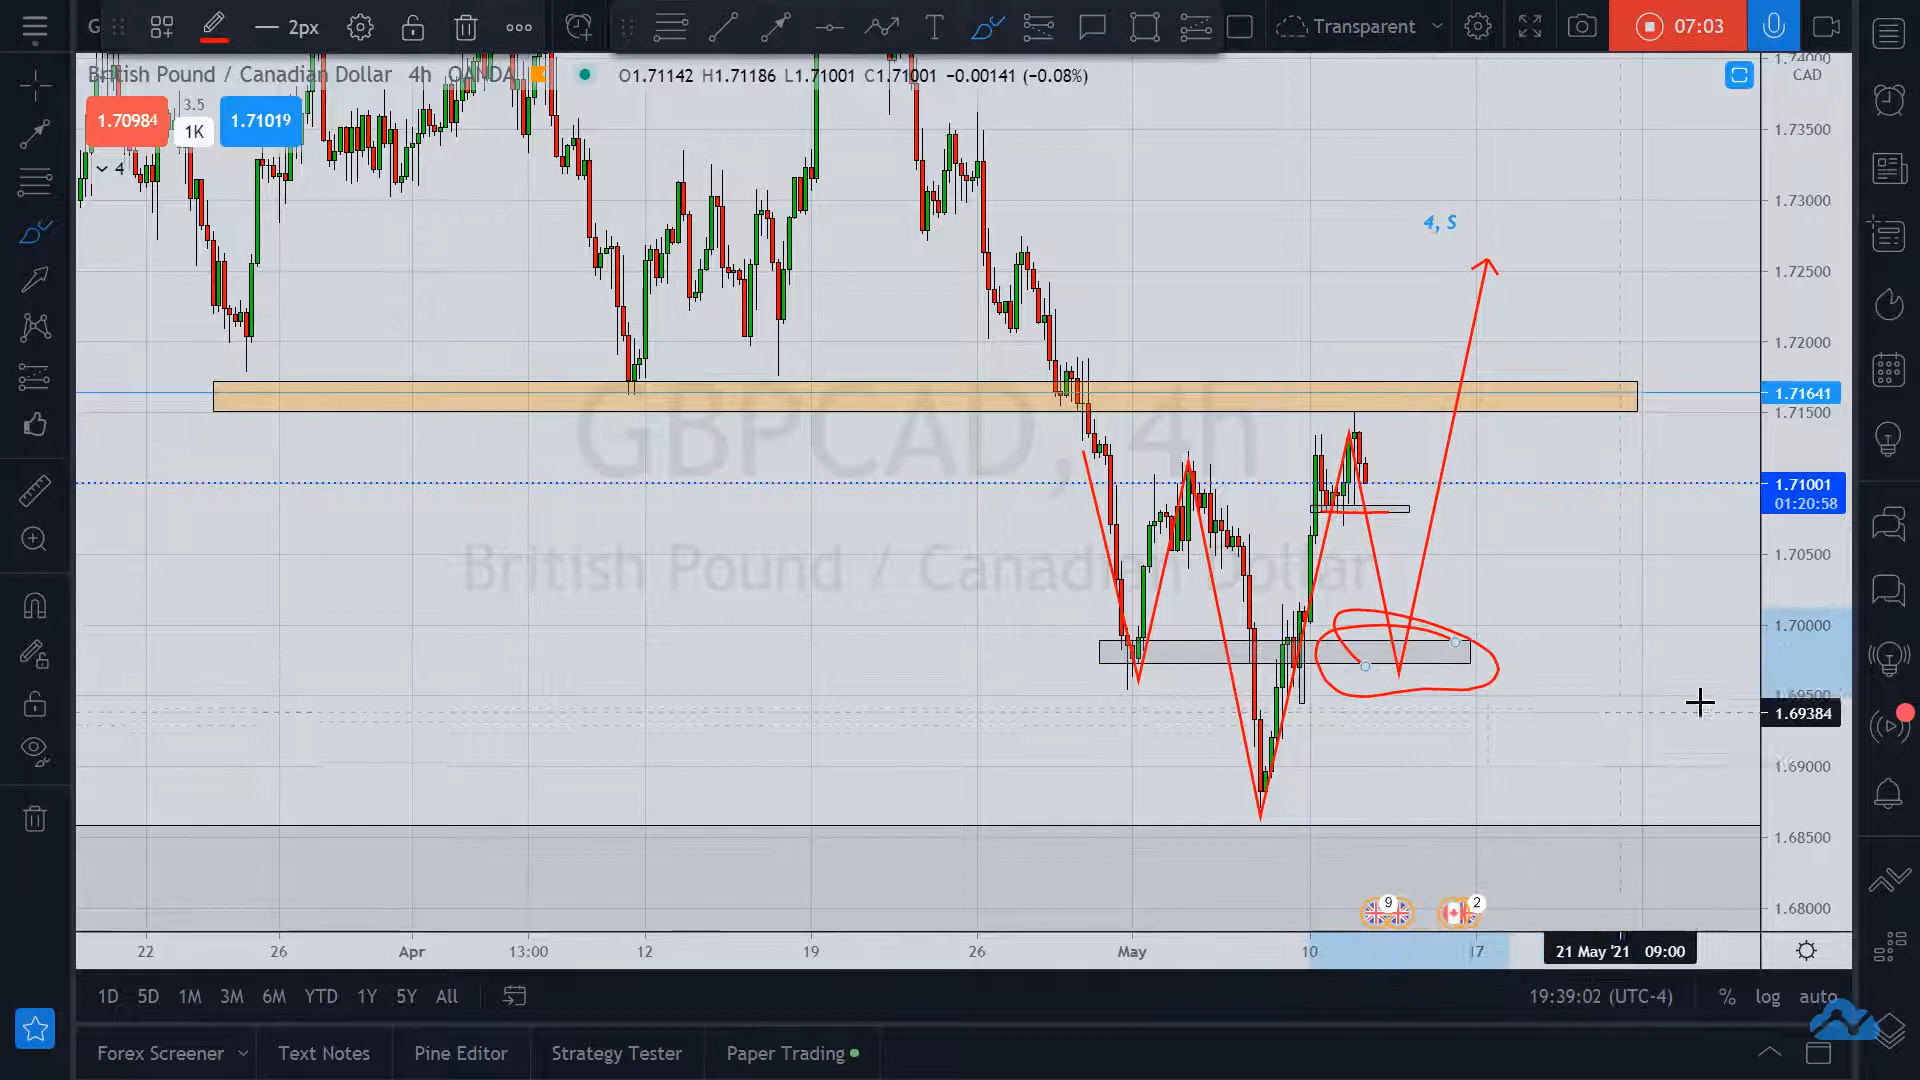 G
2px
Transparent
07:03
British Pound / Canadian Dollar 4h OANDA
O1.71142 H1.71186 L1.71001 C1.71001 −0.00141 (−0.08%)
1.70984
3.5
1K
1.71019
4
1.74000
CAD
1.73500
1.73000
4, S
1.72500
1.72000
1.71641
1.71500
GBPCAD, 4h
1.71001
01:20:58
1.70500
British Pound / Canadian Dollar
1.70000
1.69500
1.69384
1.69000
1.68500
9
2
1.68000
22 26 Apr 13:00 12 19 26 May 10 17 21 May '21 09:00
1D 5D 1M 3M 6M YTD 1Y 5Y All
19:39:02 (UTC-4) % log auto
Forex Screener Text Notes Pine Editor Strategy Tester Paper Trading